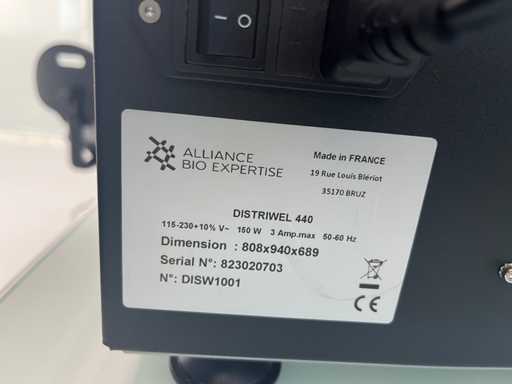 ALLIANCE
BIO EXPERTISE
Made in FRANCE
19 Rue Louis Blériot
35170 BRUZ
DISTRIWEL 440
115-230+10% V~ 150 W 3 Amp.max 50-60 Hz
Dimension : 808x940x689
Serial N°: 823020703
N°: DISW1001
CE